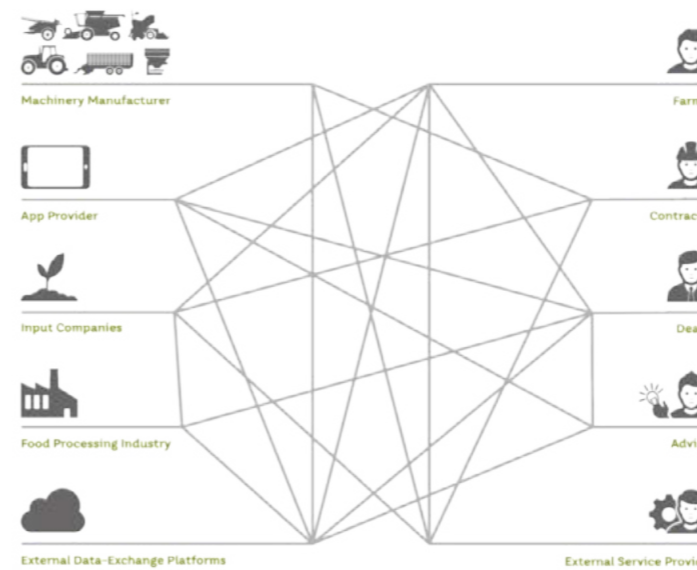 Machinery Manufacturer
App Provider
Contrac
Input Companies
Food Processing Industry
Advi
External Data-Exchange Platforms
External Service Provi
Farn
Dea